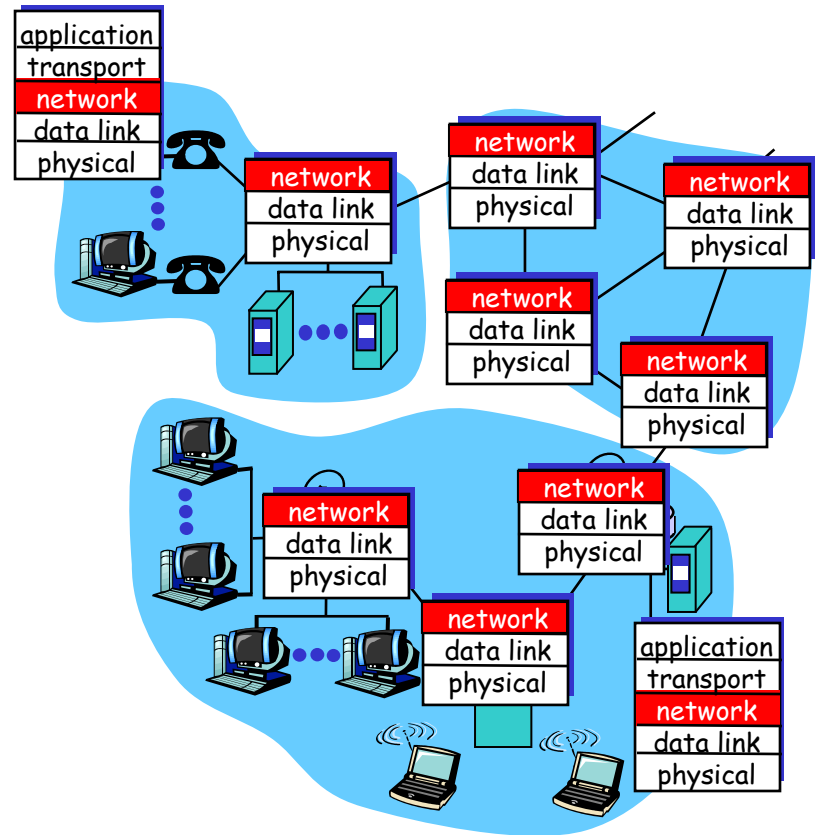 application
transport
network
data link
physical
network
data link
physical
network
data link
physical
network
data link
physical
network
data link
physical
network
data link
physical
network
data link
physical
network
data link
physical
network
data link
physical
application
transport
network
data link
physical